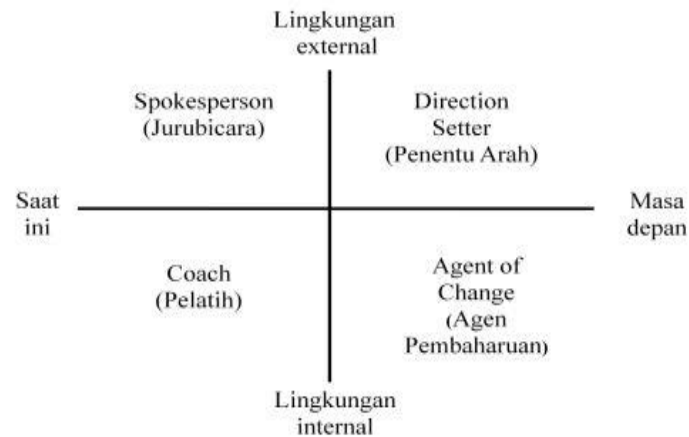 Lingkungan
external
Spokesperson
(Jurubicara)
Direction
Setter
(Penentu Arah)
Saat
ini
Masa
depan
Coach
(Pelatih)
Agent of
Change
(Agen
Pembaharuan)
Lingkungan
internal